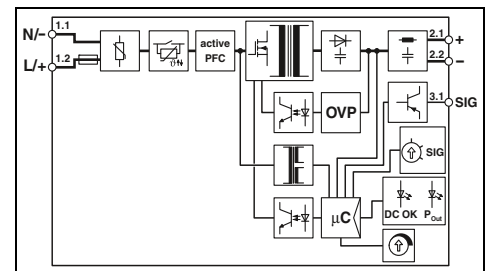 N/-
1.1
L/+
1.2
active
PFC
2.1
+
2.2
−
3.1
SIG
OVP
SIG
μC
DC OK
P Out
ϑ